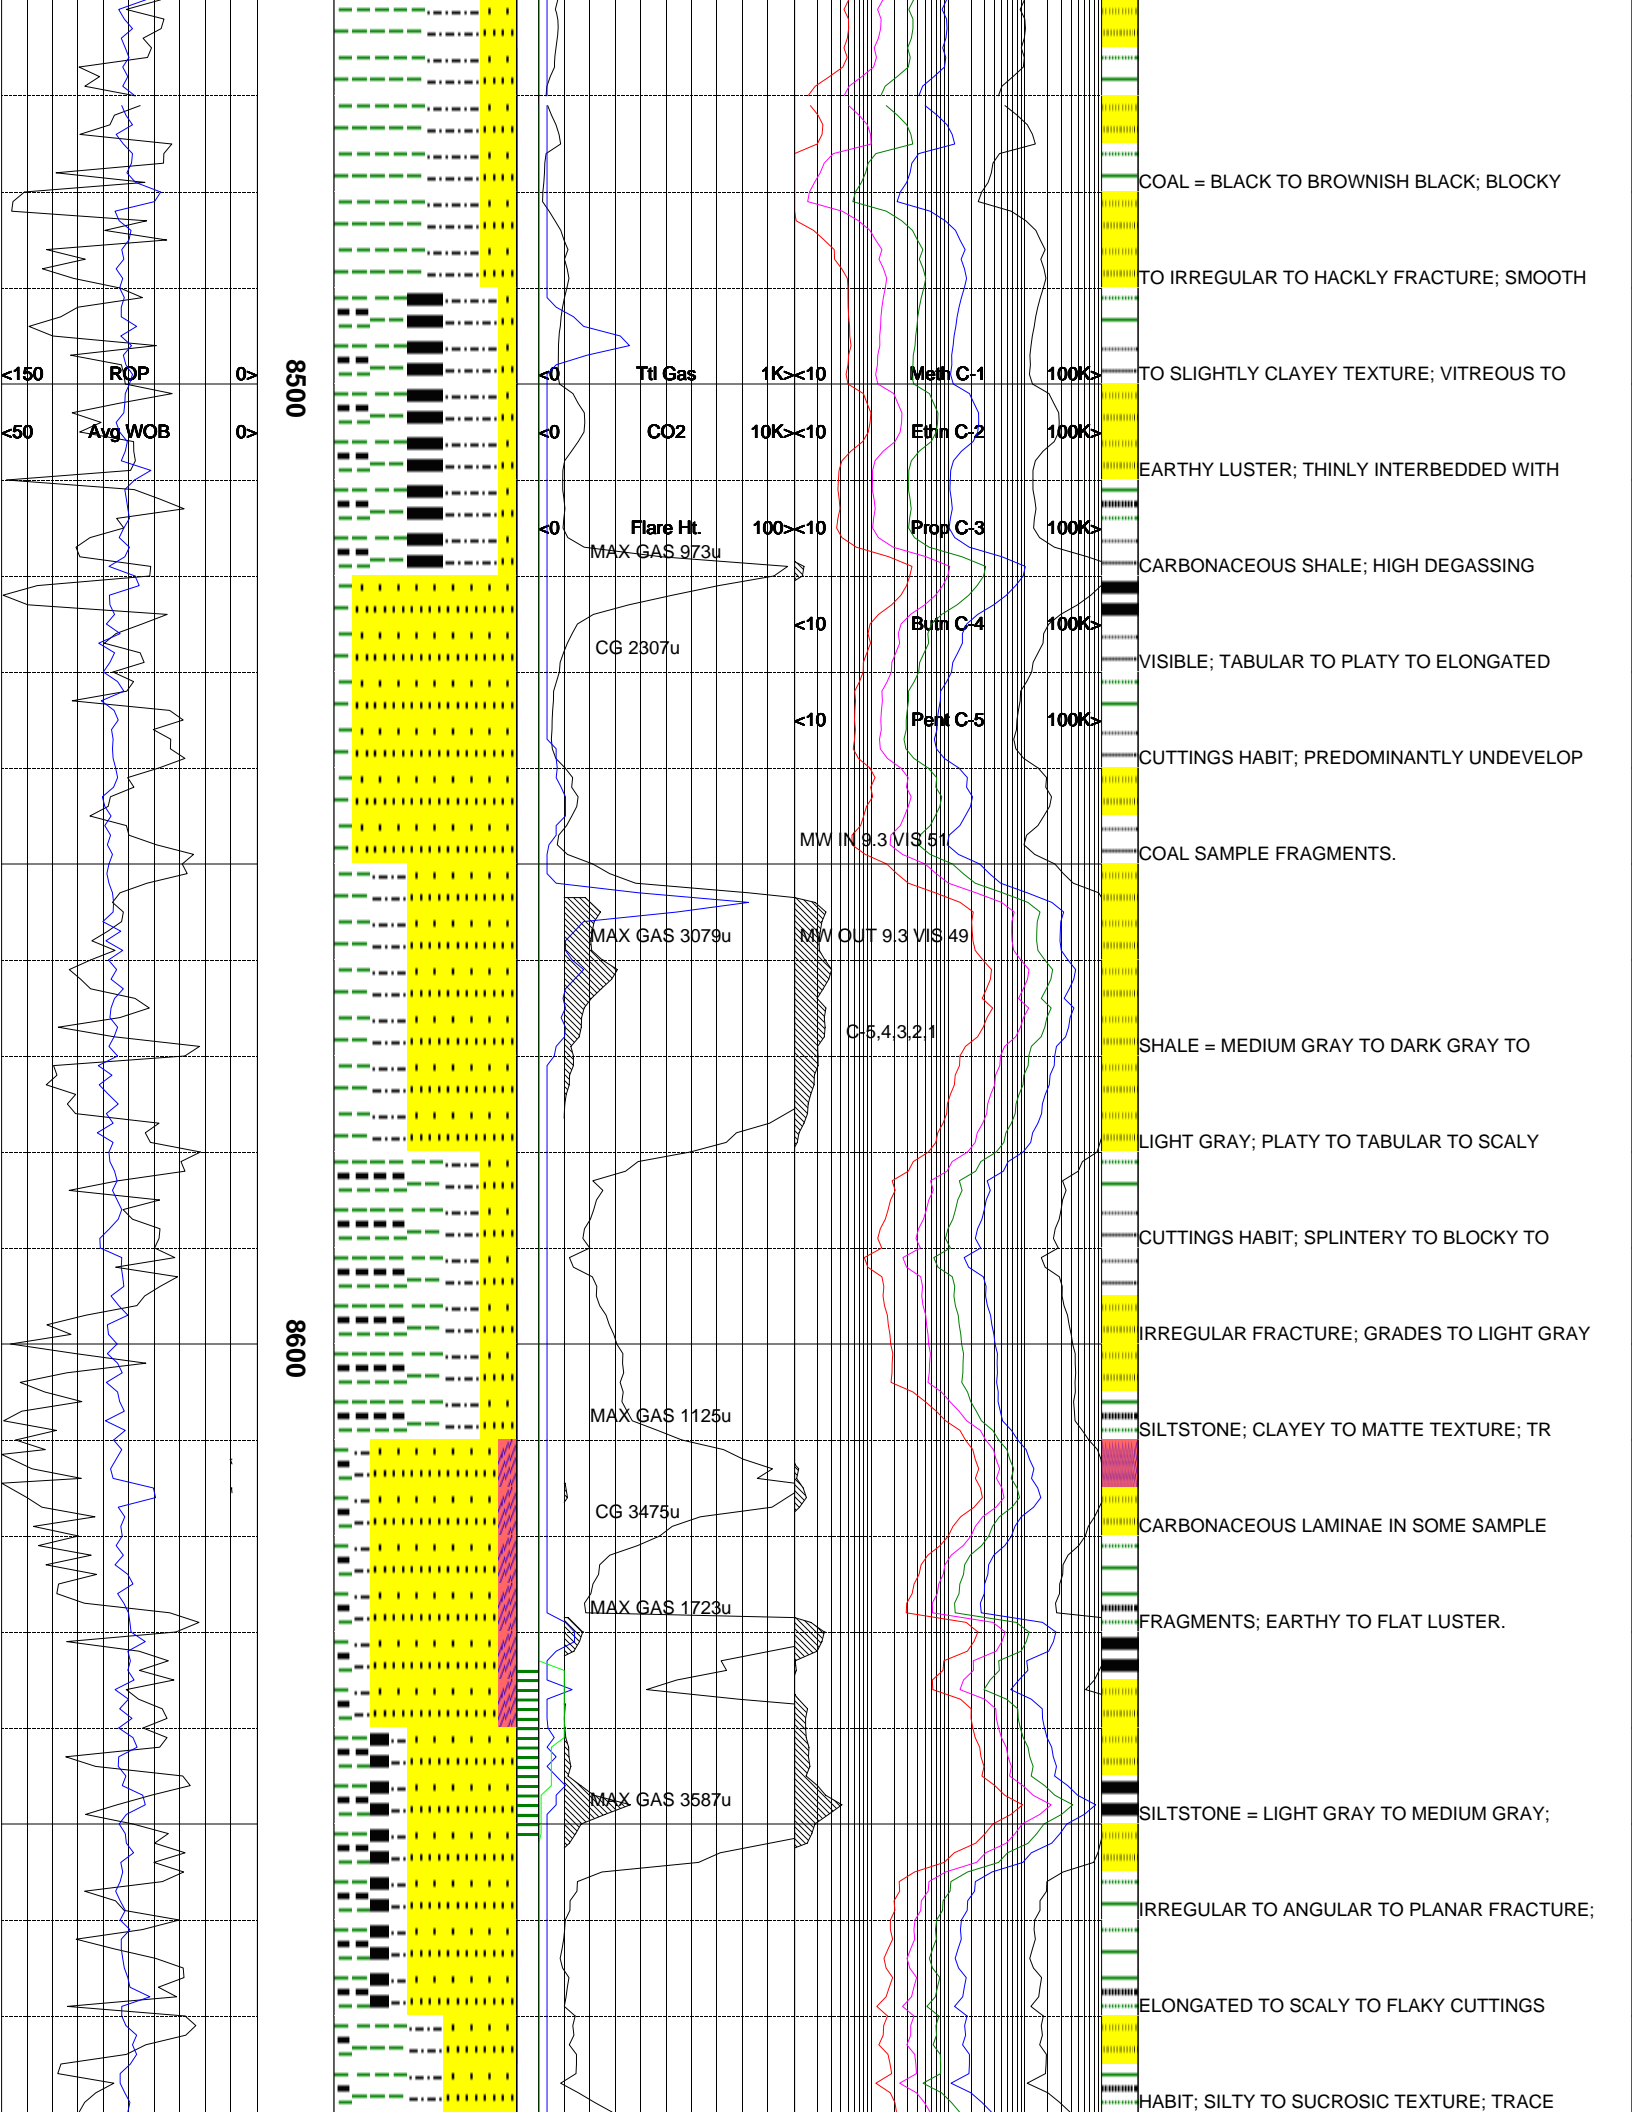 COAL = BLACK TO BROWNISH BLACK; BLOCKY
TO IRREGULAR TO HACKLY FRACTURE; SMOOTH
<150 ROP 0> 8500 <0 Ttl Gas 1K> <10 Meth C-1 100K> TO SLIGHTLY CLAYEY TEXTURE; VITREOUS TO
<50 Avg WOB 0> <0 CO2 10K> <10 Ethn C-2 100K>
EARTHY LUSTER; THINLY INTERBEDDED WITH
<0 Flare Ht. 100> <10 Prop C-3 100K>
MAX GAS 973u
CARBONACEOUS SHALE; HIGH DEGASSING
<10 Butn C-4 100K>
CG 2307u
VISIBLE; TABULAR TO PLATY TO ELONGATED
<10 Pent C-5 100K>
CUTTINGS HABIT; PREDOMINANTLY UNDEVELOP
MW IN 9.3 VIS 51
COAL SAMPLE FRAGMENTS.
MAX GAS 3079u MW OUT 9.3 VIS 49
C-5,4,3,2,1
SHALE = MEDIUM GRAY TO DARK GRAY TO
LIGHT GRAY; PLATY TO TABULAR TO SCALY
CUTTINGS HABIT; SPLINTERY TO BLOCKY TO
8600 IRREGULAR FRACTURE; GRADES TO LIGHT GRAY
MAX GAS 1125u
SILTSTONE; CLAYEY TO MATTE TEXTURE; TR
CG 3475u
CARBONACEOUS LAMINAE IN SOME SAMPLE
MAX GAS 1723u
FRAGMENTS; EARTHY TO FLAT LUSTER.
MAX GAS 3587u
SILTSTONE = LIGHT GRAY TO MEDIUM GRAY;
IRREGULAR TO ANGULAR TO PLANAR FRACTURE;
ELONGATED TO SCALY TO FLAKY CUTTINGS
HABIT; SILTY TO SUCROSIC TEXTURE; TRACE